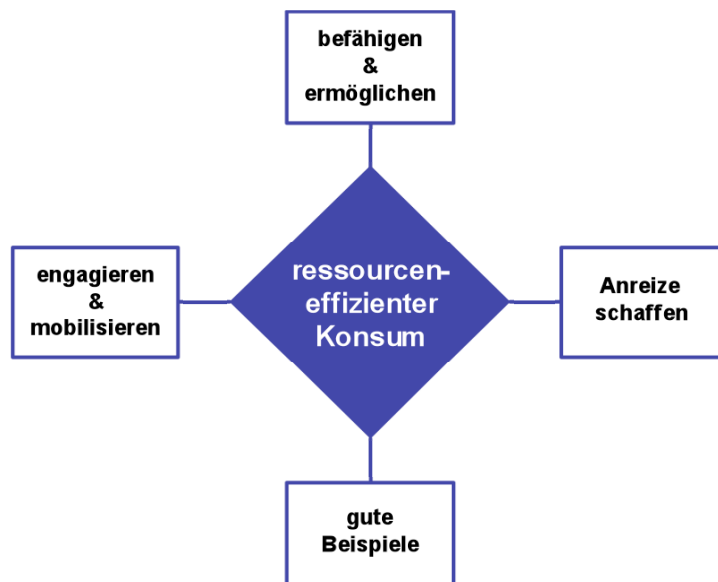 befähigen
&
ermöglichen
engagieren
&
mobilisieren
ressourcen-
effizienter
Konsum
Anreize
schaffen
gute
Beispiele